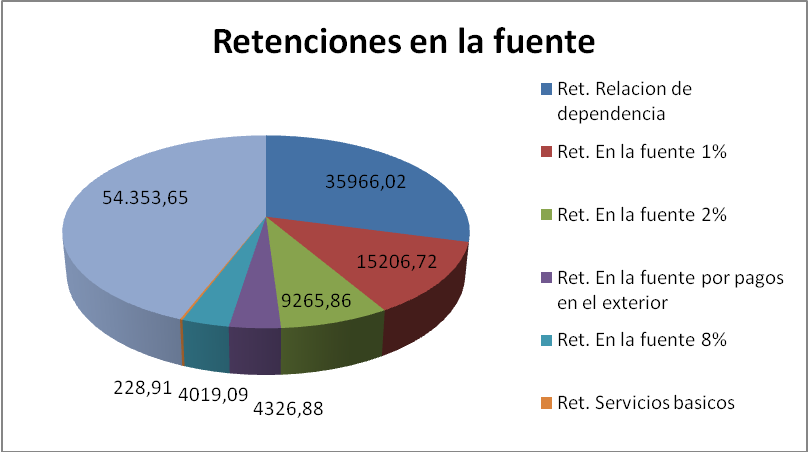 Retenciones en la fuente
35966,02
15206,72
9265,86
4326,88
4019,09
228,91
54.353,65
Ret. Relacion de
dependencia
Ret. En la fuente 1%
Ret. En la fuente 2%
Ret. En la fuente por pagos
en el exterior
Ret. En la fuente 8%
Ret. Servicios basicos